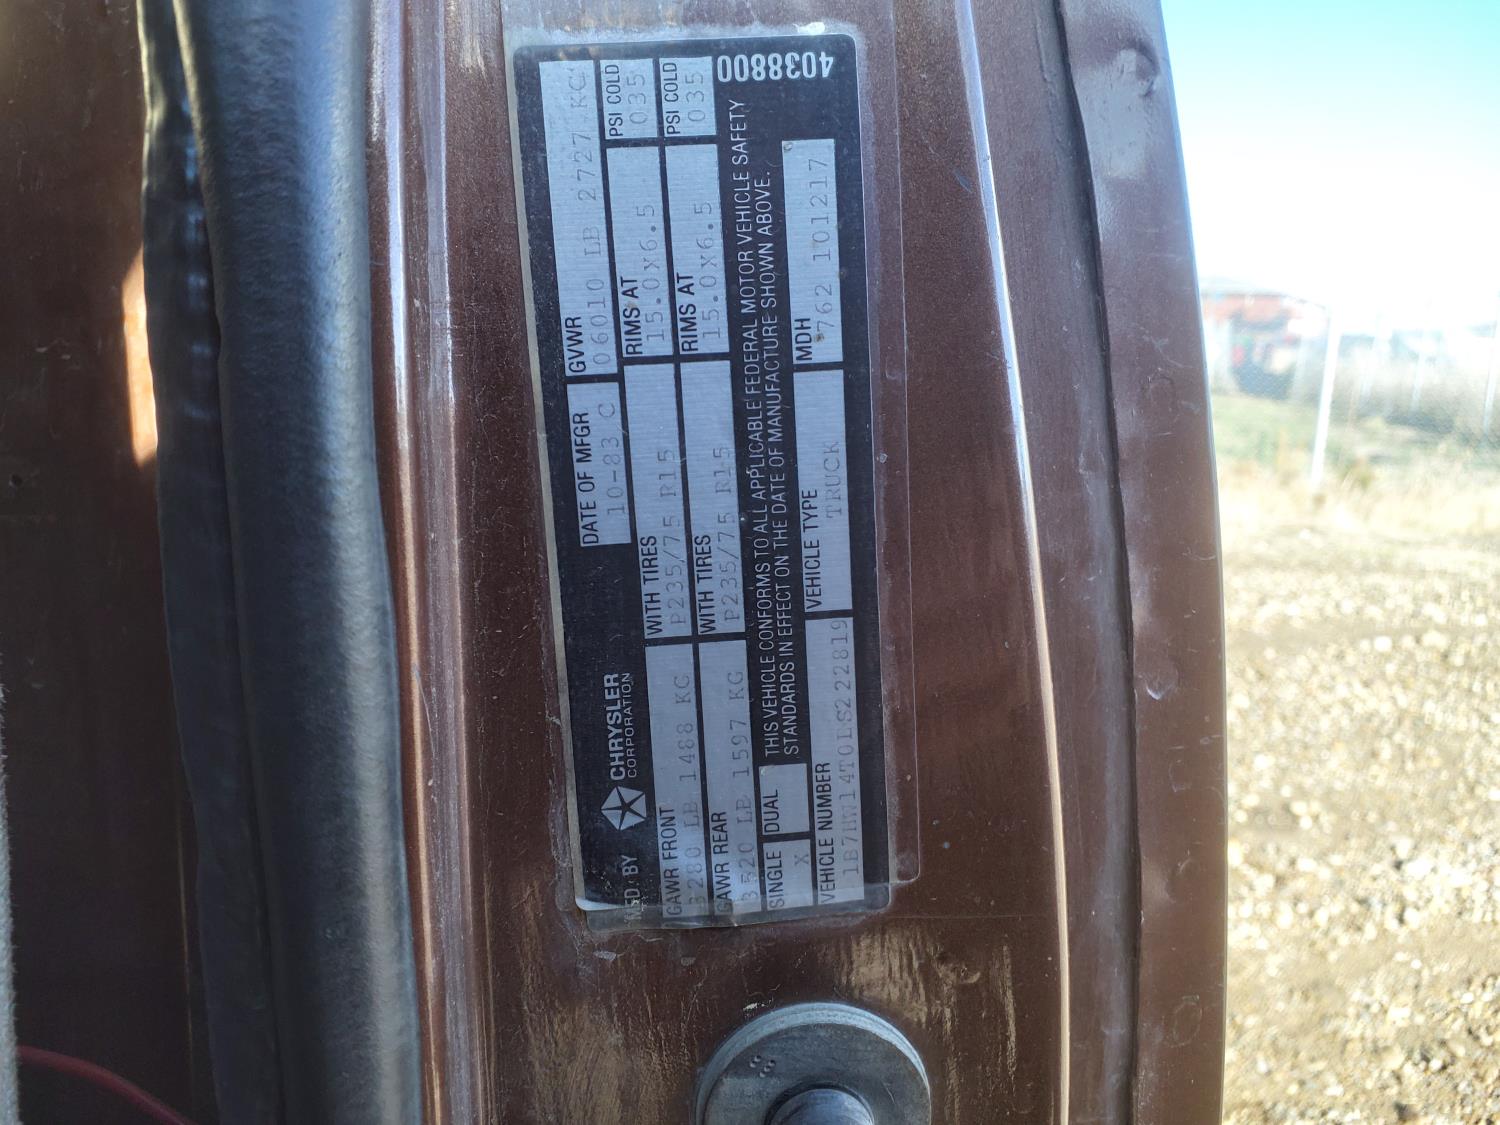 MFD BY CHRYSLER
CORPORATION
DATE OF MFGR
10-83 C
GVWR
06010 LB 2727 KG
GAWR FRONT
3280 LB 1488 KG
WITH TIRES
P235/75 R15
RIMS AT
15.0X6.5
PSI COLD
035
GAWR REAR
3520 LB 1597 KG
WITH TIRES
P235/75 R15
RIMS AT
15.0X6.5
PSI COLD
035
SINGLE X DUAL
THIS VEHICLE CONFORMS TO ALL APPLICABLE FEDERAL MOTOR VEHICLE SAFETY
STANDARDS IN EFFECT ON THE DATE OF MANUFACTURE SHOWN ABOVE.
VEHICLE NUMBER
VEHICLE TYPE
TRUCK
MDH
762 101217
4038800